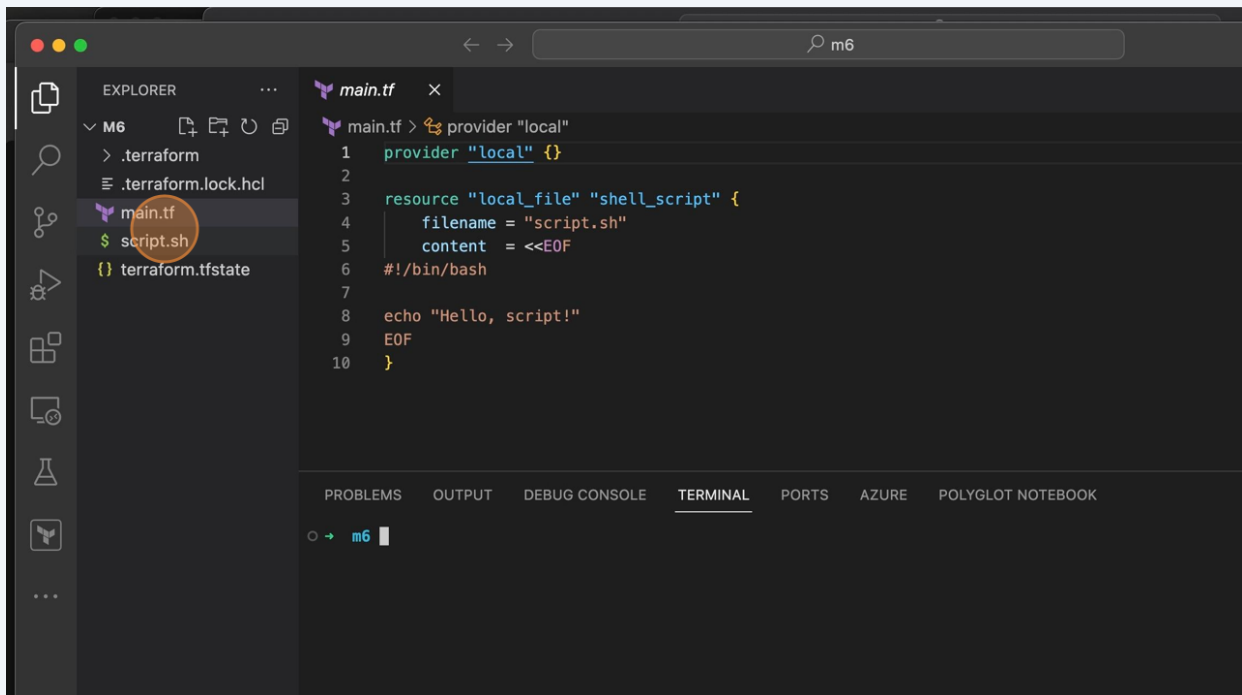 m6
EXPLORER
M6
.terraform
.terraform.lock.hcl
main.tf
script.sh
terraform.tfstate
main.tf
main.tf > provider "local"
1 provider "local" {}
2
3 resource "local_file" "shell_script" {
4 filename = "script.sh"
5 content = <<EOF
6 #!/bin/bash
7
8 echo "Hello, script!"
9 EOF
10 }
PROBLEMS OUTPUT DEBUG CONSOLE TERMINAL PORTS AZURE POLYGLOT NOTEBOOK
m6